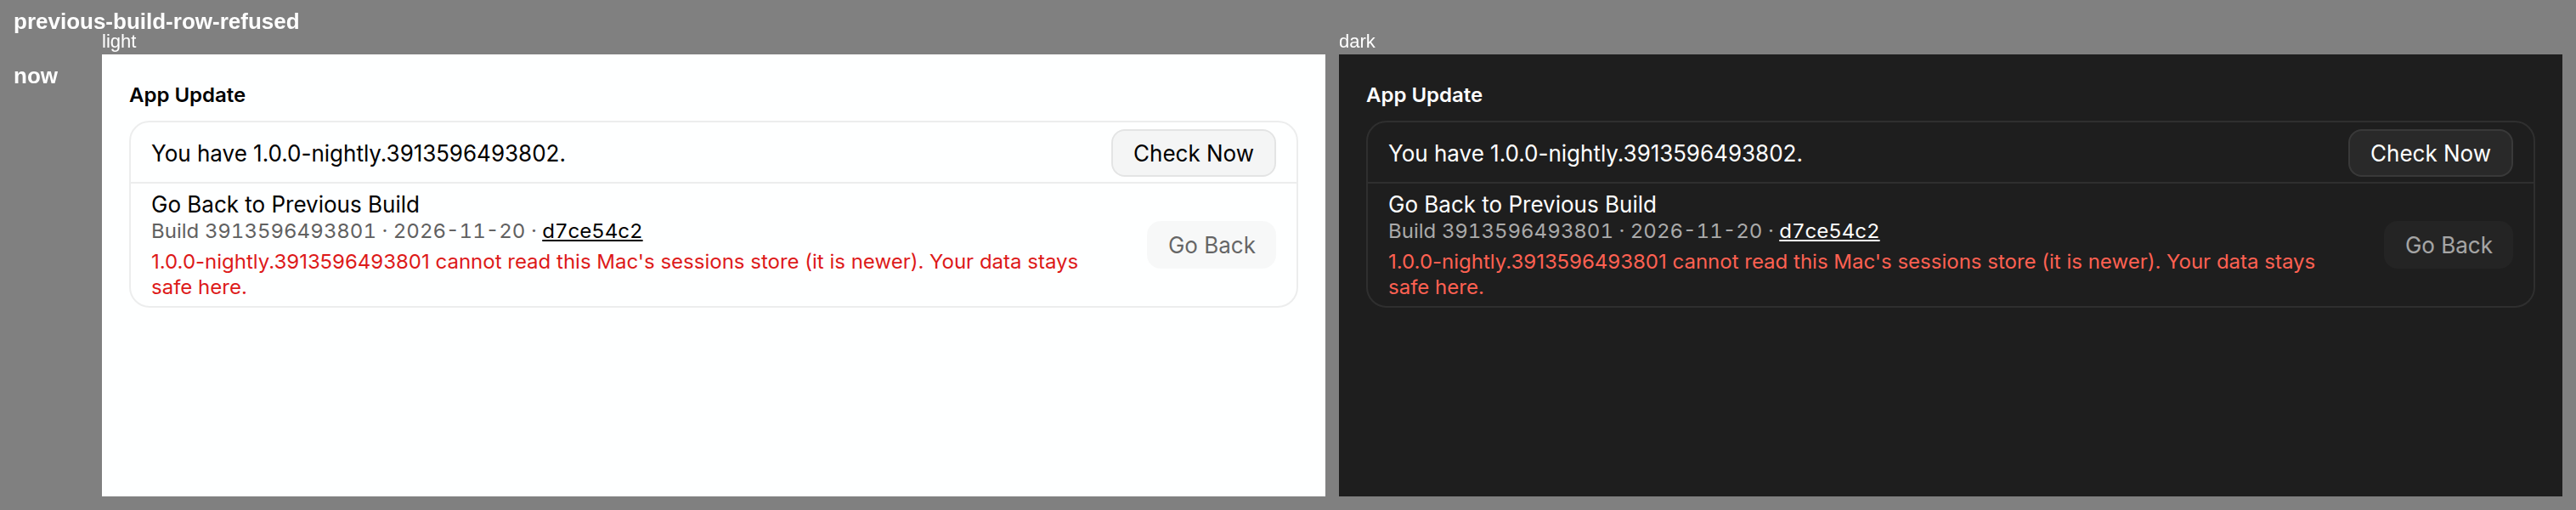 previous-build-row-refused
light
dark
now
App Update
You have 1.0.0-nightly.3913596493802.
Check Now
Go Back to Previous Build
Build 3913596493801 · 2026-11-20 · d7ce54c2
1.0.0-nightly.3913596493801 cannot read this Mac's sessions store (it is newer). Your data stays
safe here.
Go Back
App Update
You have 1.0.0-nightly.3913596493802.
Check Now
Go Back to Previous Build
Build 3913596493801 · 2026-11-20 · d7ce54c2
1.0.0-nightly.3913596493801 cannot read this Mac's sessions store (it is newer). Your data stays
safe here.
Go Back